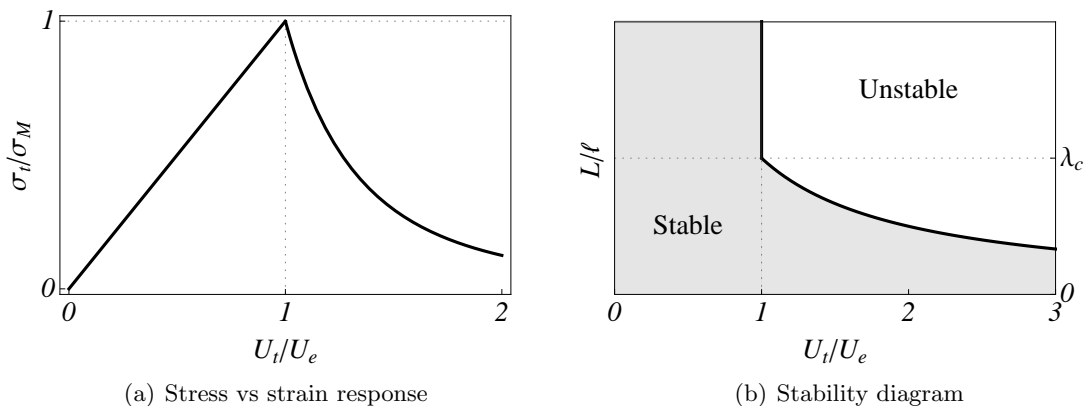 1
σt/σM
0
0
1
2
Ut/Ue
(a) Stress vs strain response
Unstable
L/ℓ
λc
Stable
0
0
1
2
3
Ut/Ue
(b) Stability diagram